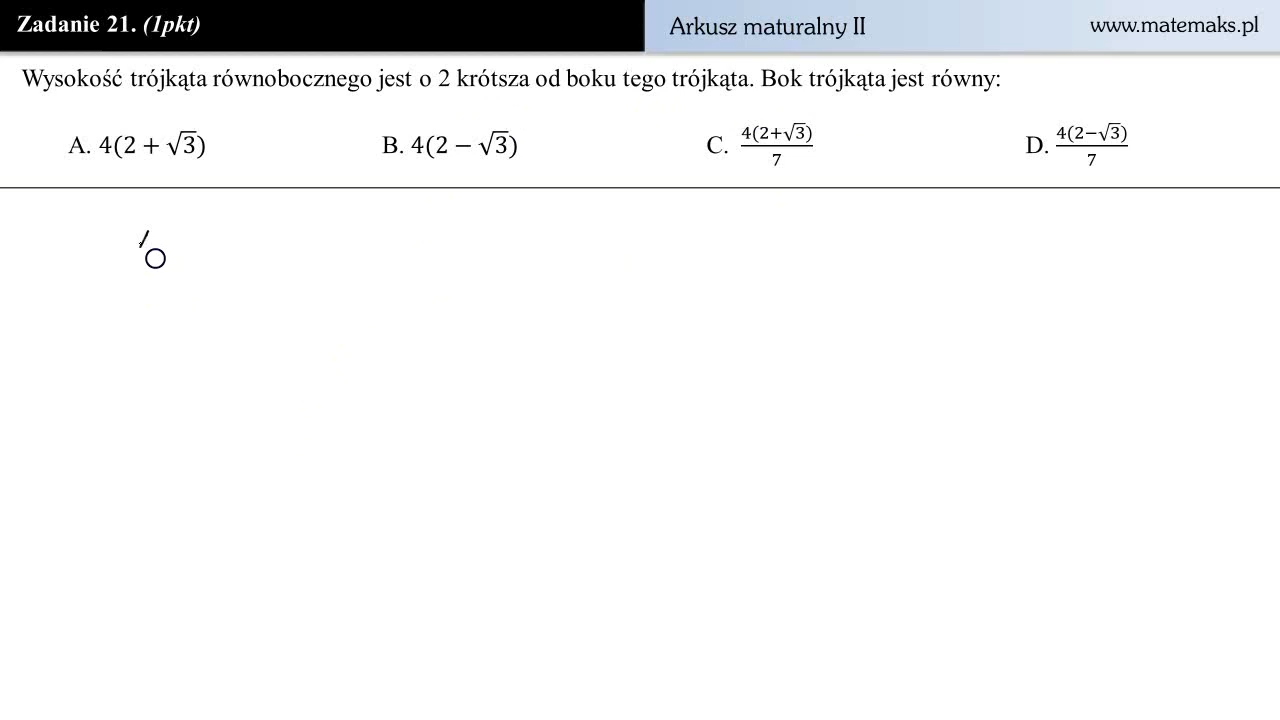 Zadanie 21. (1pkt)
Arkusz maturalny II
www.matemaks.pl
Wysokość trójkąta równobocznego jest o 2 krótsza od boku tego trójkąta. Bok trójkąta jest równy:
A. 4(2 + √3) B. 4(2 − √3) C. 4(2+√3)/7 D. 4(2−√3)/7